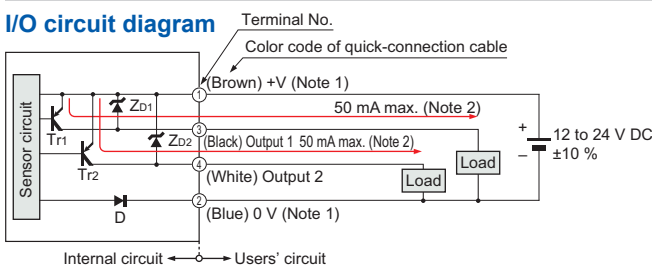 I/O circuit diagram
Terminal No.
Color code of quick-connection cable
(Brown) +V (Note 1)
1
50 mA max. (Note 2)
Sensor circuit
Tr1
ZD1
3
(Black) Output 1 50 mA max. (Note 2)
Tr2
ZD2
4
(White) Output 2
Load
Load
+
–
12 to 24 V DC
±10 %
2
D
(Blue) 0 V (Note 1)
Internal circuit
Users' circuit